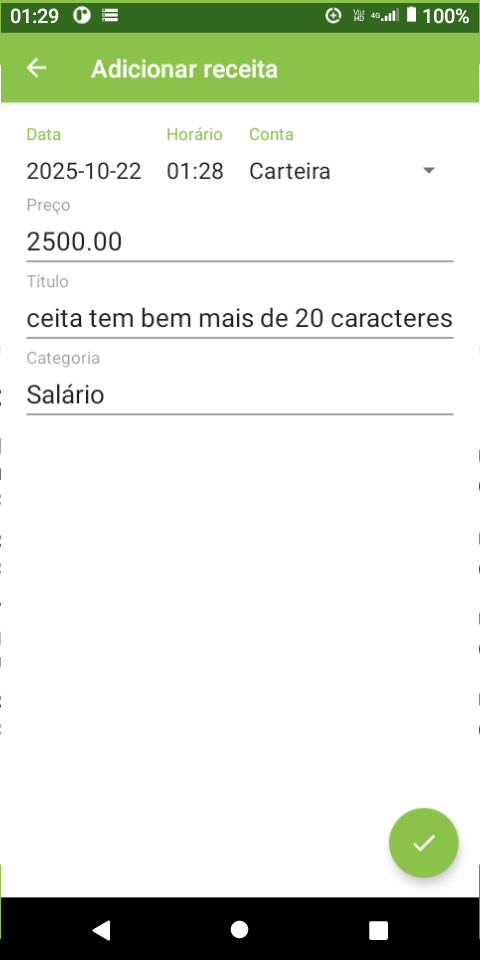 01:29 4G 100%
Adicionar receita
Data Horário Conta
2025-10-22 01:28 Carteira
Preço
2500.00
Título
ceita tem bem mais de 20 caracteres
Categoria
Salário